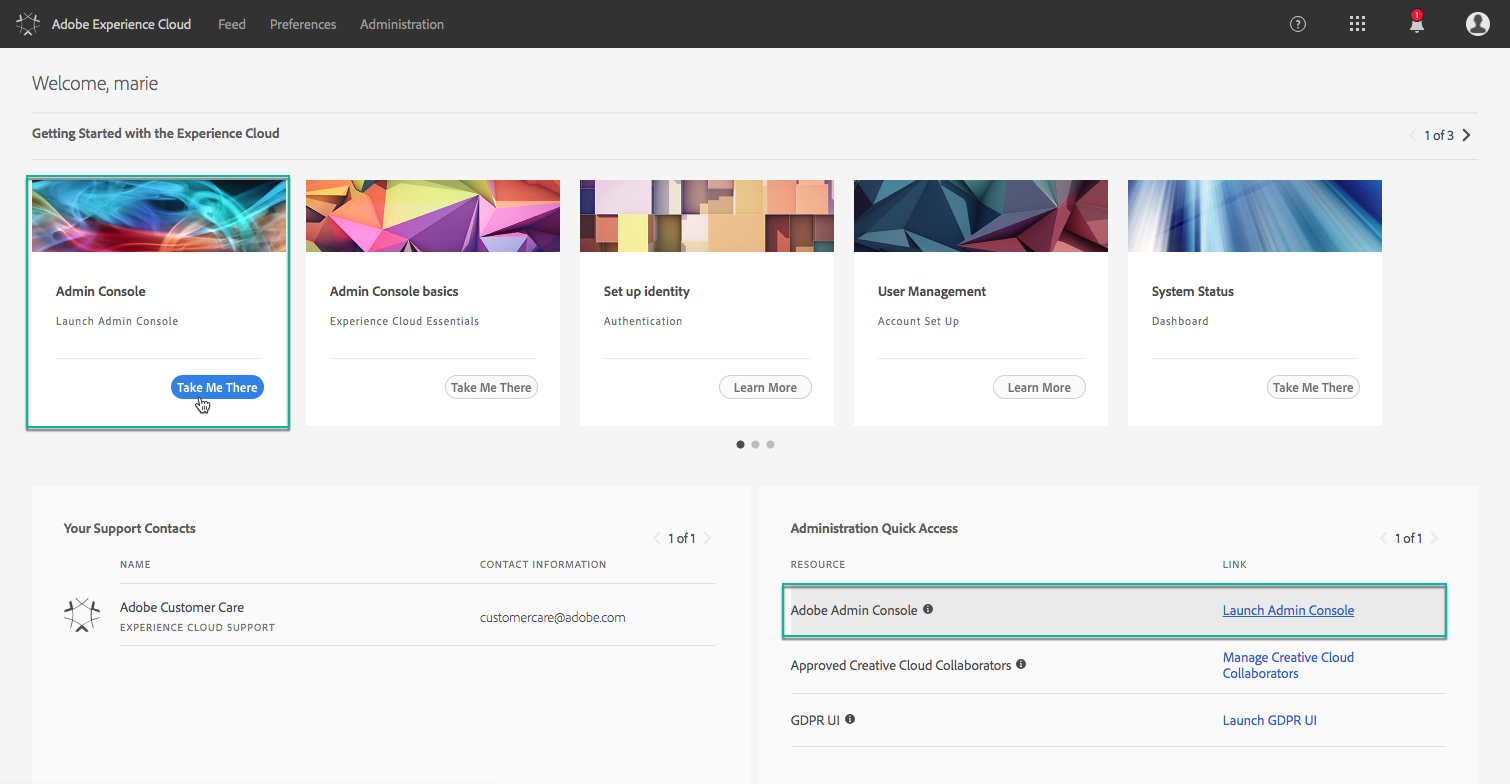 Adobe Experience Cloud Feed Preferences Administration
1
Welcome, marie
Getting Started with the Experience Cloud
1 of 3
Admin Console
Launch Admin Console
Take Me There
Admin Console basics
Experience Cloud Essentials
Take Me There
Set up identity
Authentication
Learn More
User Management
Account Set Up
Learn More
System Status
Dashboard
Take Me There
Your Support Contacts
1 of 1
NAME CONTACT INFORMATION
Adobe Customer Care
EXPERIENCE CLOUD SUPPORT
customercare@adobe.com
Administration Quick Access
1 of 1
RESOURCE LINK
Adobe Admin Console Launch Admin Console
Approved Creative Cloud Collaborators Manage Creative Cloud
Collaborators
GDPR UI Launch GDPR UI